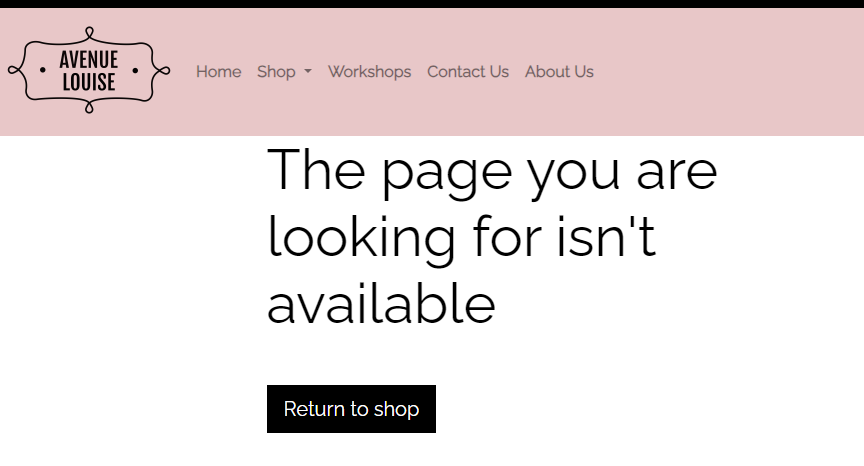 AVENUE
LOUISE
Home Shop Workshops Contact Us About Us
The page you are
looking for isn't
available
Return to shop